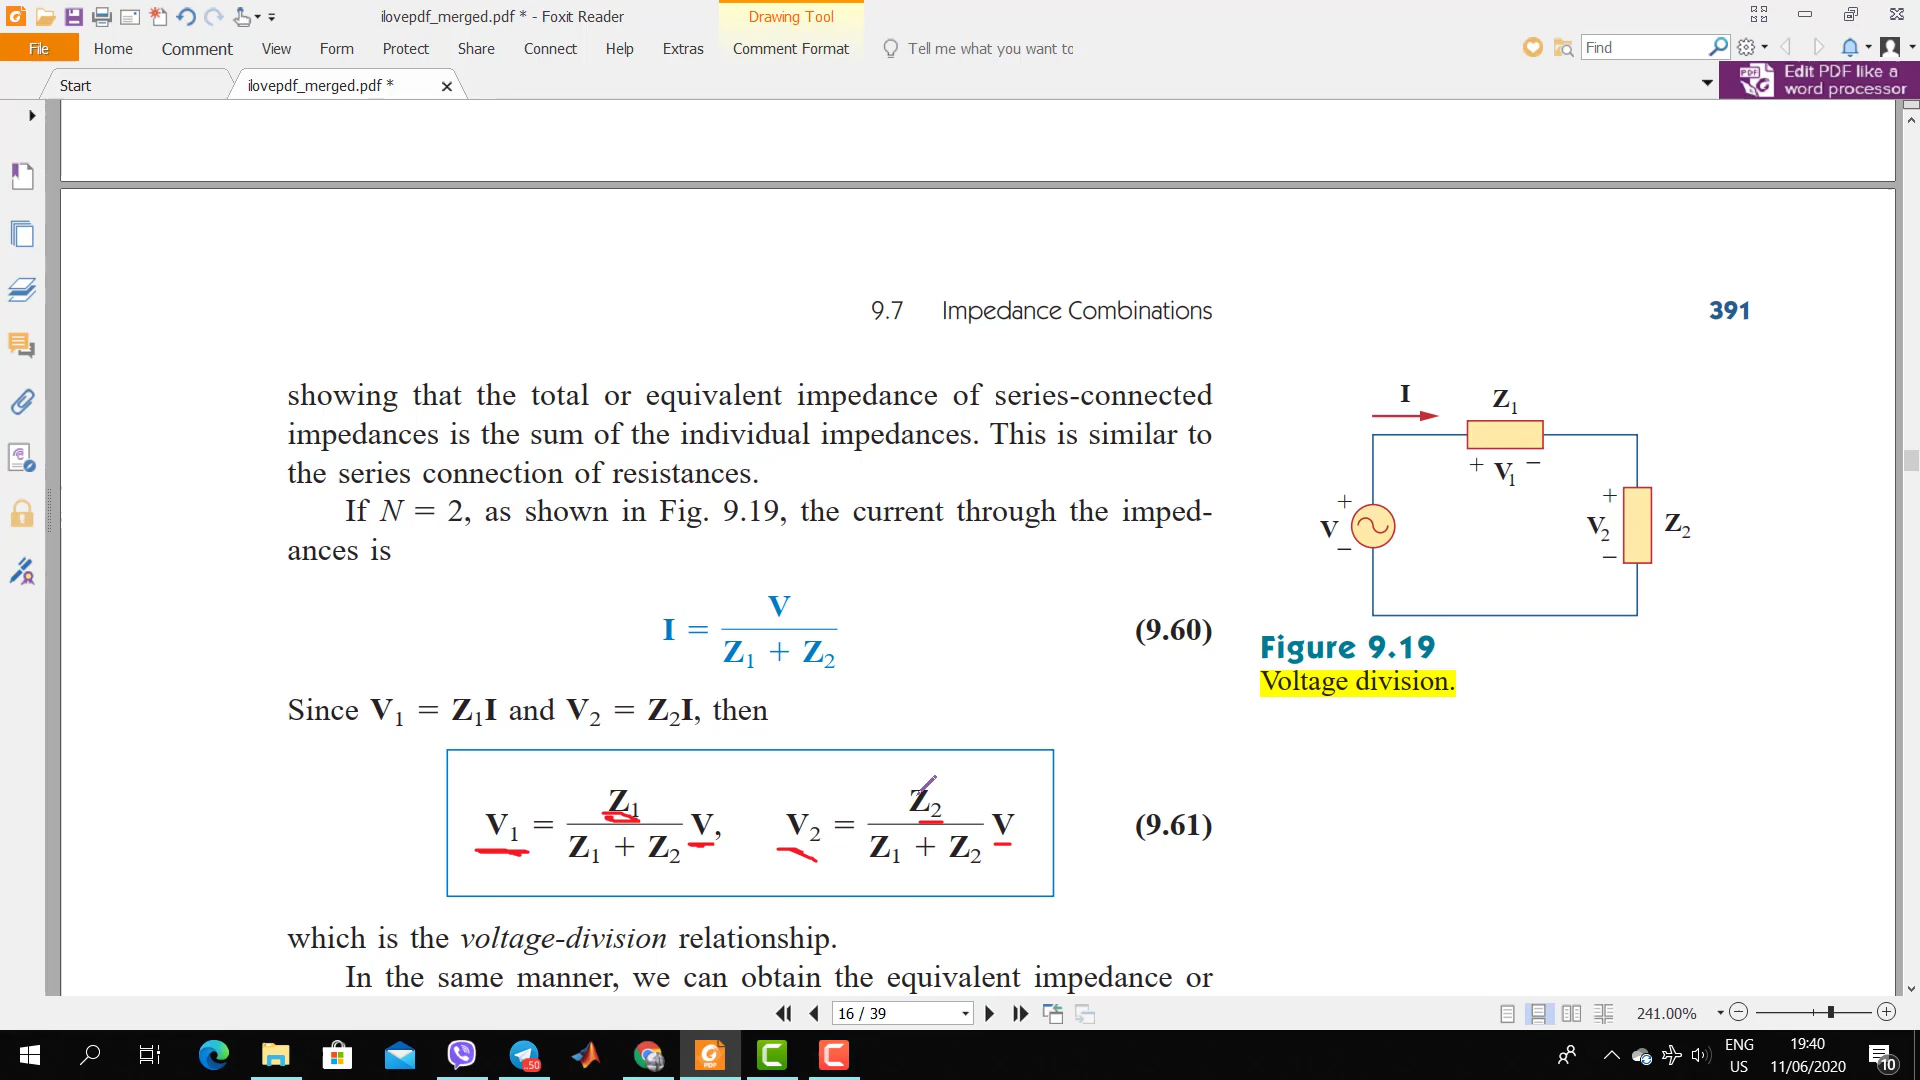 ilovepdf_merged.pdf * - Foxit Reader
Drawing Tool
File Home Comment View Form Protect Share Connect Help Extras Comment Format Tell me what you want to
Find
Start ilovepdf_merged.pdf *
Edit PDF like a
word processor
9.7 Impedance Combinations 391
showing that the total or equivalent impedance of series-connected
impedances is the sum of the individual impedances. This is similar to
the series connection of resistances.
If N = 2, as shown in Fig. 9.19, the current through the imped-
ances is
I = V / (Z₁ + Z₂) (9.60)
Since V₁ = Z₁I and V₂ = Z₂I, then
V₁ = Z₁ / (Z₁ + Z₂) V, V₂ = Z₂ / (Z₁ + Z₂) V (9.61)
which is the voltage-division relationship.
In the same manner, we can obtain the equivalent impedance or
I
Z₁
+ V₁ −
+
V
−
+
V₂
−
Z₂
Figure 9.19
Voltage division.
16 / 39
241.00%
.50
ENG
US
19:40
11/06/2020
10